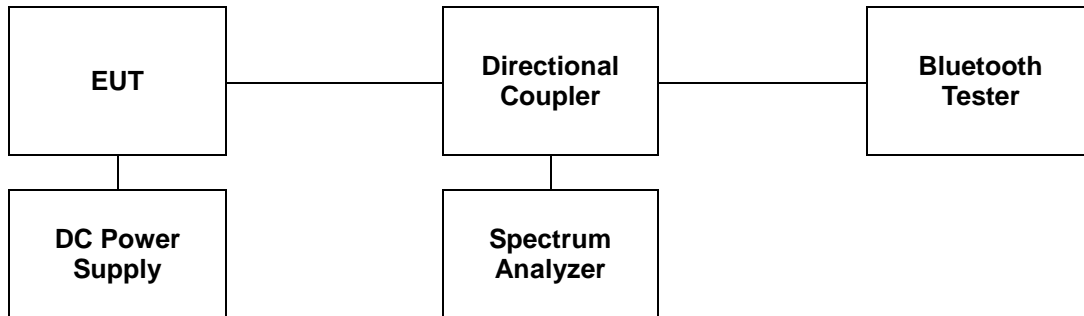 EUT
Directional
Coupler
Bluetooth
Tester
DC Power
Supply
Spectrum
Analyzer